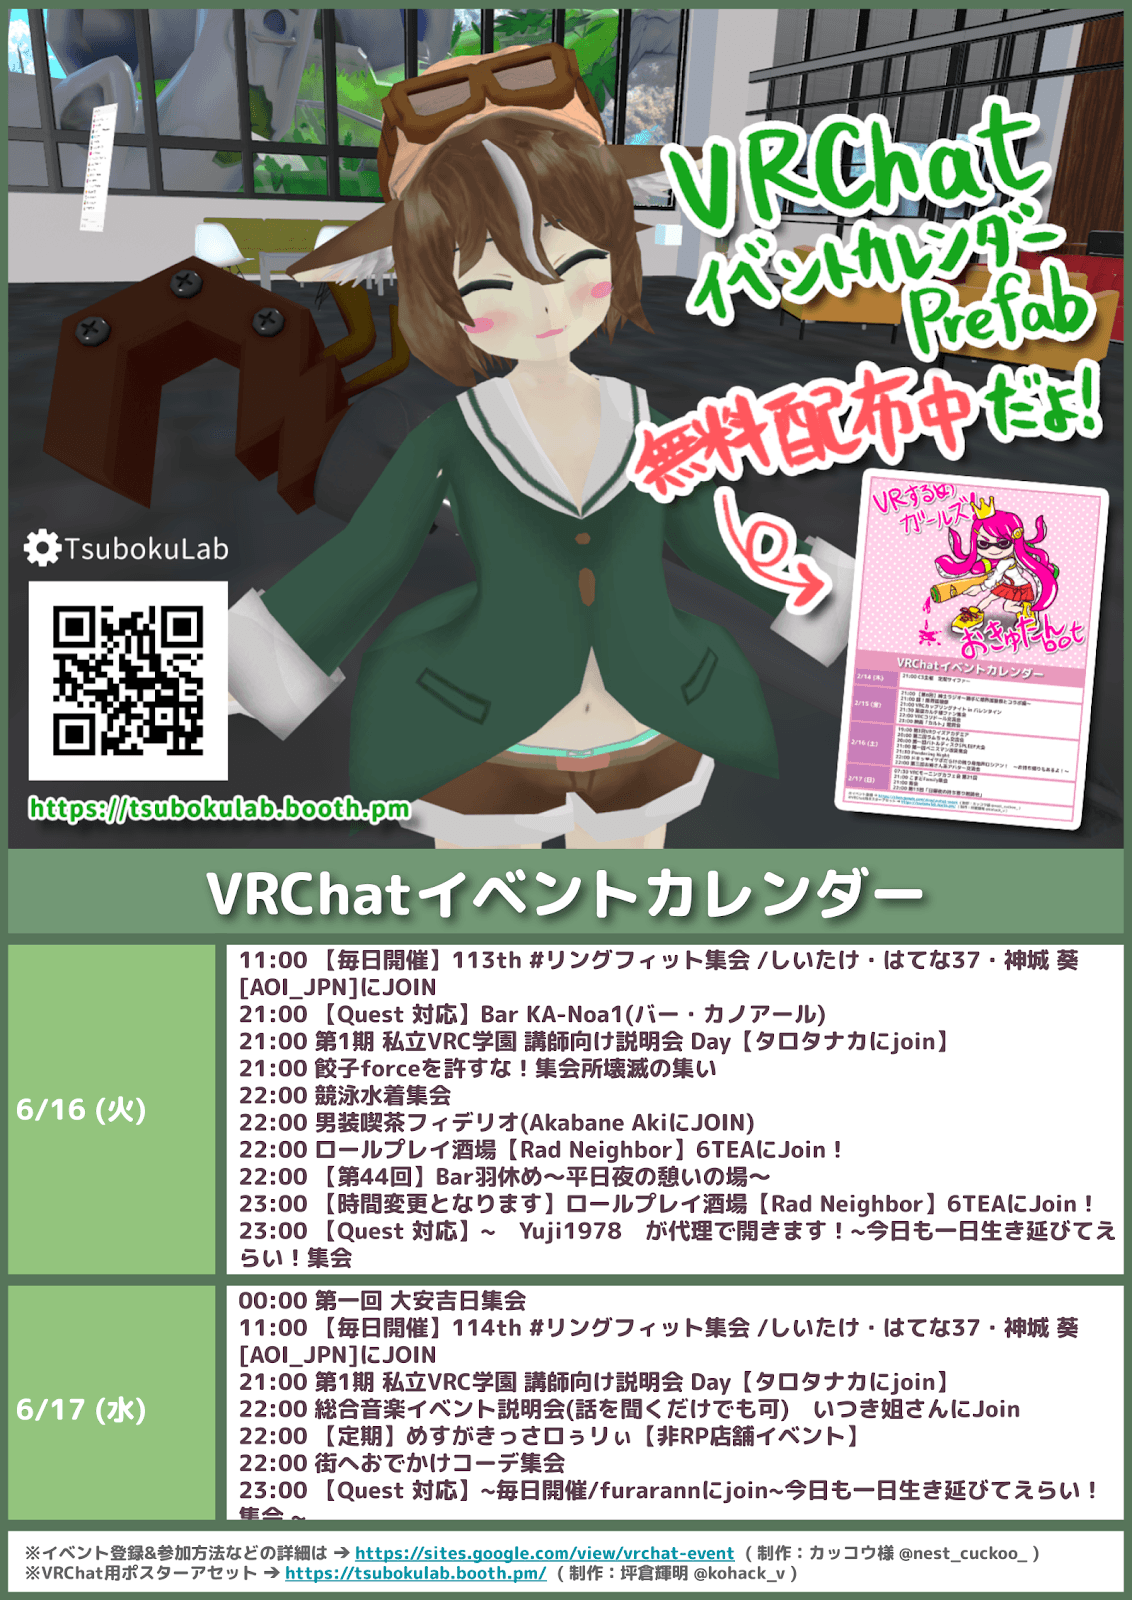 VRChat
イベントカレンダー
Prefab
無料配布中だよ!
TsubokuLab
https://tsubokulab.booth.pm
VRするめ
ガールズ!
おきゅたんbot
VRChatイベントカレンダー
2/14 (木)
2/15 (金)
2/16 (土)
2/17 (日)
VRChatイベントカレンダー
6/16 (火)
11:00 【毎日開催】113th #リングフィット集会 /しいたけ・はてな37・神城 葵
[AOI_JPN]にJOIN
21:00 【Quest 対応】Bar KA-Noa1(バー・カノアール)
21:00 第1期 私立VRC学園 講師向け説明会 Day【タロタナカにjoin】
21:00 餃子forceを許すな！集会所壊滅の集い
22:00 競泳水着集会
22:00 男装喫茶フィデリオ(Akabane AkiにJOIN)
22:00 ロールプレイ酒場【Rad Neighbor】6TEAにJoin！
22:00 【第44回】Bar羽休め～平日夜の憩いの場～
23:00 【時間変更となります】ロールプレイ酒場【Rad Neighbor】6TEAにJoin！
23:00 【Quest 対応】~　Yuji1978　が代理で開きます！~今日も一日生き延びてえ
らい！集会
6/17 (水)
00:00 第一回 大安吉日集会
11:00 【毎日開催】114th #リングフィット集会 /しいたけ・はてな37・神城 葵
[AOI_JPN]にJOIN
21:00 第1期 私立VRC学園 講師向け説明会 Day【タロタナカにjoin】
22:00 総合音楽イベント説明会(話を聞くだけでも可)　いつき姐さんにJoin
22:00 【定期】めすがきっさロぅリぃ【非RP店舗イベント】
22:00 街へおでかけコーデ集会
23:00 【Quest 対応】~毎日開催/furarannにjoin~今日も一日生き延びてえらい！
集会 ~
※イベント登録&参加方法などの詳細は ➔ https://sites.google.com/view/vrchat-event ( 制作：カッコウ様 @nest_cuckoo_ )
※VRChat用ポスターアセット ➔ https://tsubokulab.booth.pm/ ( 制作：坪倉輝明 @kohack_v )